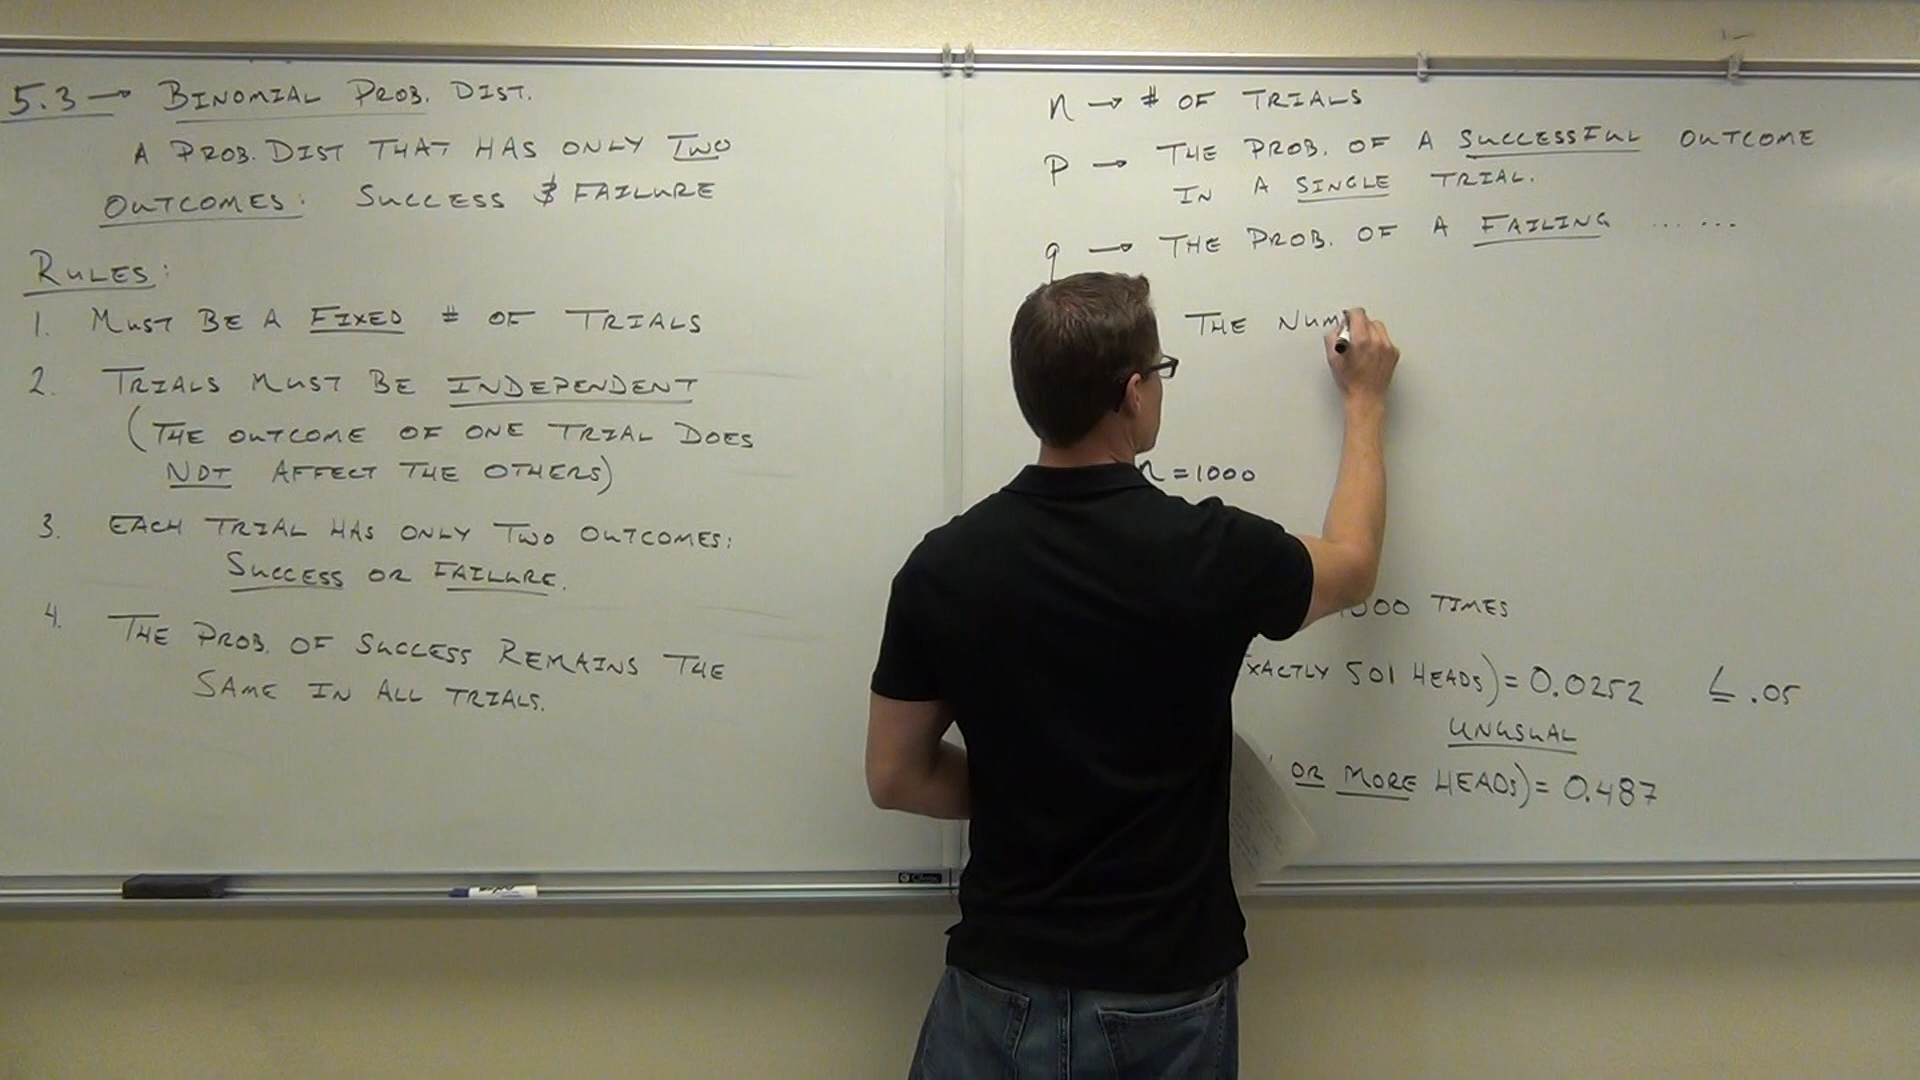 5.3 → BINOMIAL PROB. DIST.
A PROB. DIST THAT HAS ONLY TWO
OUTCOMES: SUCCESS & FAILURE
RULES:
1. MUST BE A FIXED # OF TRIALS
2. TRIALS MUST BE INDEPENDENT
(THE OUTCOME OF ONE TRIAL DOES
NOT AFFECT THE OTHERS)
3. EACH TRIAL HAS ONLY TWO OUTCOMES:
SUCCESS OR FAILURE.
4. THE PROB. OF SUCCESS REMAINS THE
SAME IN ALL TRIALS.
n → # OF TRIALS
p → THE PROB. OF A SUCCESSFUL OUTCOME
IN A SINGLE TRIAL.
q → THE PROB. OF A FAILING ......
THE NUM
n = 1000
1000 TIMES
XACTLY 501 HEADS) = 0.0252 ≤ .05
UNUSUAL
OR MORE HEADS) = 0.487